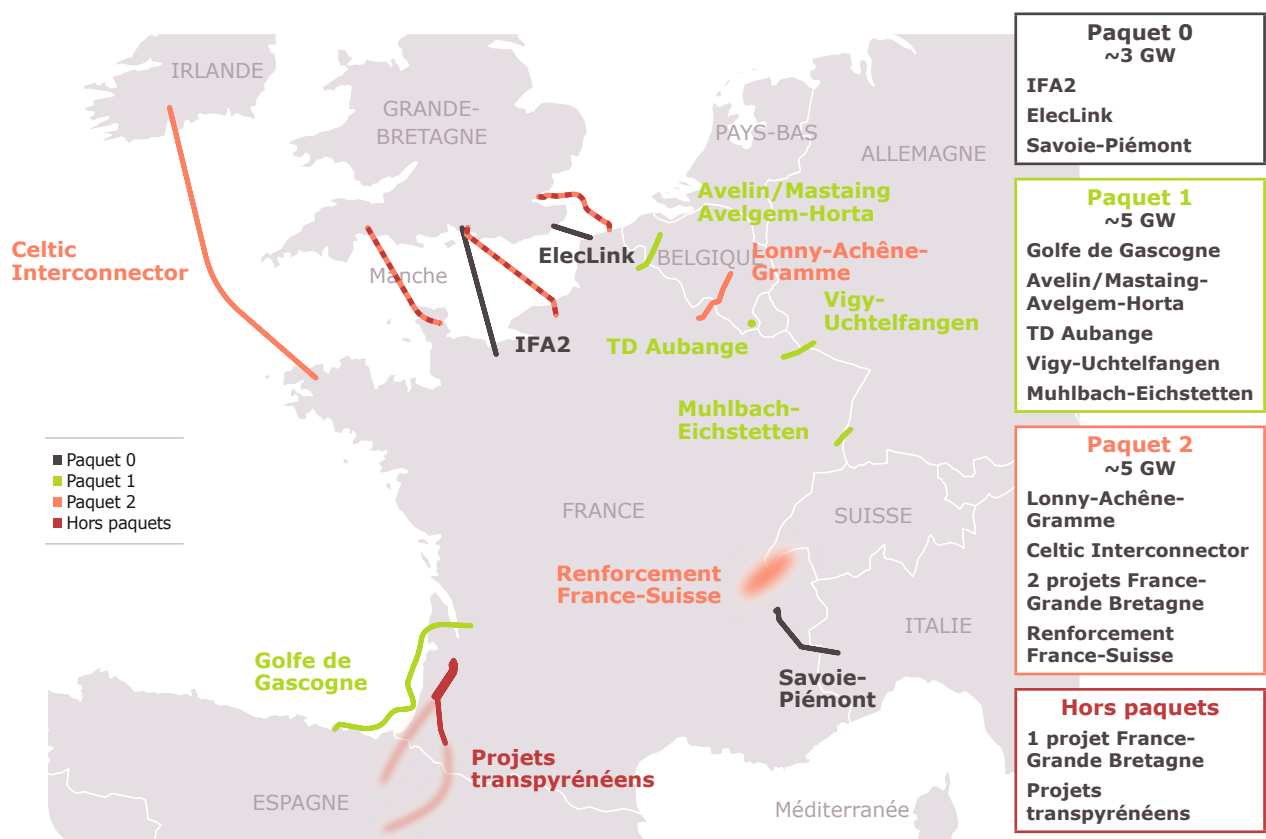 IRLANDE
GRANDE-
BRETAGNE
PAYS-BAS
ALLEMAGNE
Avelin/Mastaing
Avelgem-Horta
Celtic
Interconnector
Manche
ElecLink
BELGIQUE
Lonny-Achêne-
Gramme
Vigy-
Uchtelfangen
IFA2
TD Aubange
Muhlbach-
Eichstetten
Paquet 0
Paquet 1
Paquet 2
Hors paquets
FRANCE
SUISSE
Renforcement
France-Suisse
ITALIE
Golfe de
Gascogne
Savoie-
Piémont
Projets
transpyrénéens
ESPAGNE
Méditerranée
Paquet 0
~3 GW
IFA2
ElecLink
Savoie-Piémont
Paquet 1
~5 GW
Golfe de Gascogne
Avelin/Mastaing-
Avelgem-Horta
TD Aubange
Vigy-Uchtelfangen
Muhlbach-Eichstetten
Paquet 2
~5 GW
Lonny-Achêne-
Gramme
Celtic Interconnector
2 projets France-
Grande Bretagne
Renforcement
France-Suisse
Hors paquets
1 projet France-
Grande Bretagne
Projets
transpyrénéens